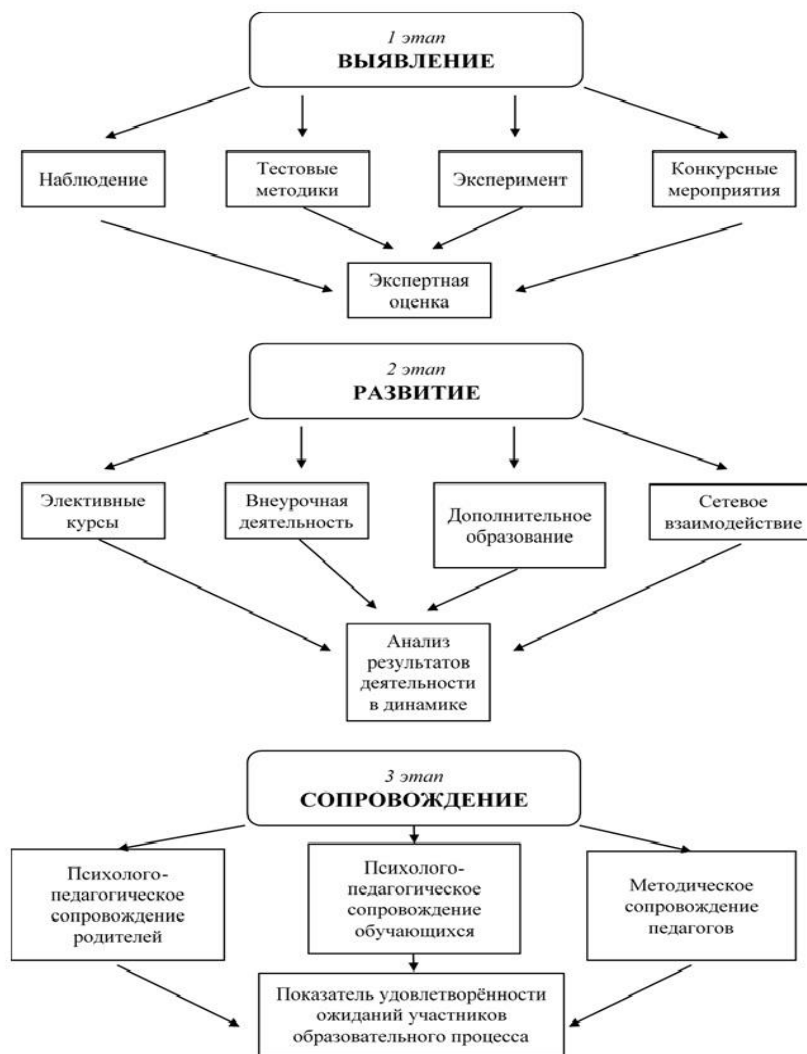 1 этап
ВЫЯВЛЕНИЕ
Наблюдение
Тестовые
методики
Эксперимент
Конкурсные
мероприятия
Экспертная
оценка
2 этап
РАЗВИТИЕ
Элективные
курсы
Внеурочная
деятельность
Дополнительное
образование
Сетевое
взаимодействие
Анализ
результатов
деятельности
в динамике
3 этап
СОПРОВОЖДЕНИЕ
Психолого-
педагогическое
сопровождение
родителей
Психолого-
педагогическое
сопровождение
обучающихся
Методическое
сопровождение
педагогов
Показатель удовлетворённости
ожиданий участников
образовательного процесса